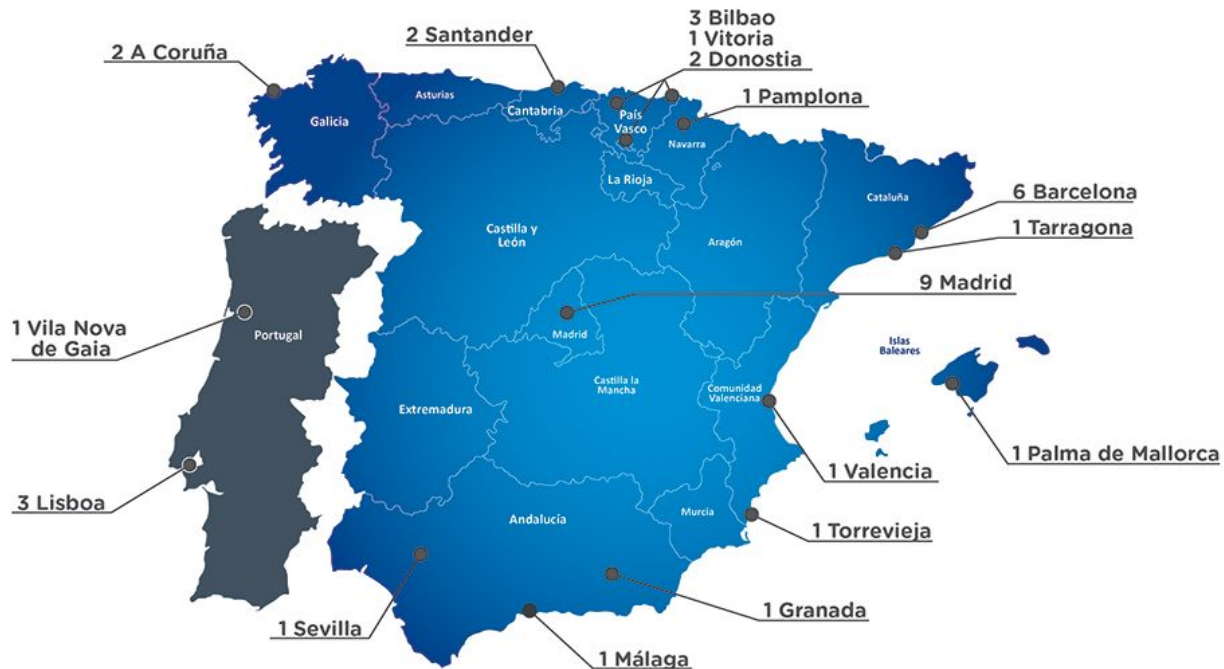 3 Bilbao
1 Vitoria
2 Donostia
2 Santander
2 A Coruña
1 Pamplona
Asturias
Cantabria
País
Vasco
Galicia
Navarra
La Rioja
Cataluña
6 Barcelona
1 Tarragona
Castilla y
León
Aragón
9 Madrid
1 Vila Nova
de Gaia
Portugal
Madrid
Islas
Baleares
Castilla la
Mancha
Comunidad
Valenciana
Extremadura
1 Palma de Mallorca
1 Valencia
3 Lisboa
Andalucía
Murcia
1 Torrevieja
1 Granada
1 Sevilla
1 Málaga